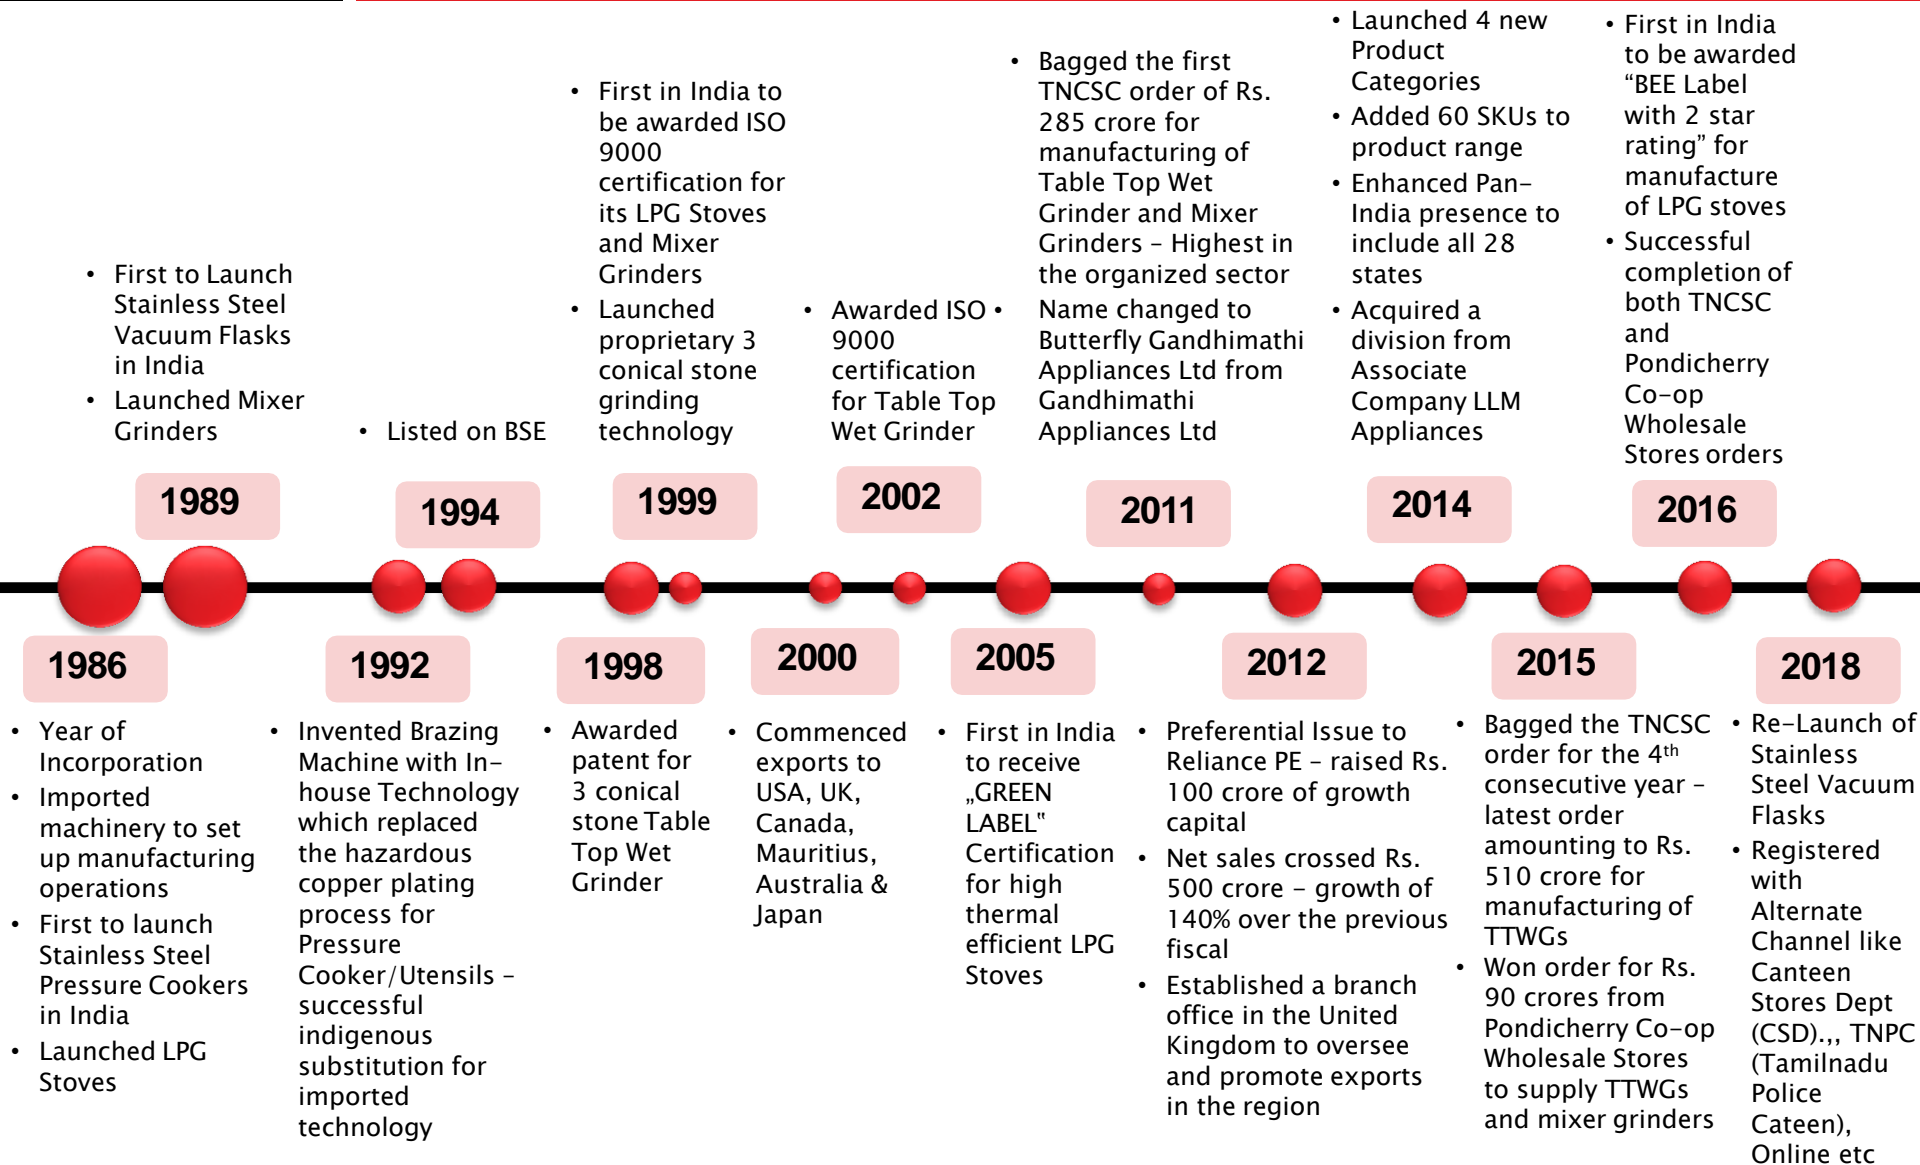 • First to Launch
Stainless Steel
Vacuum Flasks
in India
• Launched Mixer
Grinders
1989
• Listed on BSE
1994
• First in India to
be awarded ISO
9000
certification for
its LPG Stoves
and Mixer
Grinders
• Launched
proprietary 3
conical stone
grinding
technology
1999
• Awarded ISO
9000
certification
for Table Top
Wet Grinder
2002
• Bagged the first
TNCSC order of Rs.
285 crore for
manufacturing of
Table Top Wet
Grinder and Mixer
Grinders – Highest in
the organized sector
• Name changed to
Butterfly Gandhimathi
Appliances Ltd from
Gandhimathi
Appliances Ltd
2011
• Launched 4 new
Product
Categories
• Added 60 SKUs to
product range
• Enhanced Pan-
India presence to
include all 28
states
• Acquired a
division from
Associate
Company LLM
Appliances
2014
• First in India
to be awarded
“BEE Label
with 2 star
rating” for
manufacture
of LPG stoves
• Successful
completion of
both TNCSC
and
Pondicherry
Co-op
Wholesale
Stores orders
2016
1986
• Year of
Incorporation
• Imported
machinery to set
up manufacturing
operations
• First to launch
Stainless Steel
Pressure Cookers
in India
• Launched LPG
Stoves
1992
• Invented Brazing
Machine with In-
house Technology
which replaced
the hazardous
copper plating
process for
Pressure
Cooker/Utensils –
successful
indigenous
substitution for
imported
technology
1998
• Awarded
patent for
3 conical
stone Table
Top Wet
Grinder
2000
• Commenced
exports to
USA, UK,
Canada,
Mauritius,
Australia &
Japan
2005
• First in India
to receive
„GREEN
LABEL‟
Certification
for high
thermal
efficient LPG
Stoves
2012
• Preferential Issue to
Reliance PE – raised Rs.
100 crore of growth
capital
• Net sales crossed Rs.
500 crore – growth of
140% over the previous
fiscal
• Established a branch
office in the United
Kingdom to oversee
and promote exports
in the region
2015
• Bagged the TNCSC
order for the 4th
consecutive year –
latest order
amounting to Rs.
510 crore for
manufacturing of
TTWGs
• Won order for Rs.
90 crores from
Pondicherry Co-op
Wholesale Stores
to supply TTWGs
and mixer grinders
2018
• Re-Launch of
Stainless
Steel Vacuum
Flasks
• Registered
with
Alternate
Channel like
Canteen
Stores Dept
(CSD).,, TNPC
(Tamilnadu
Police
Cateen),
Online etc